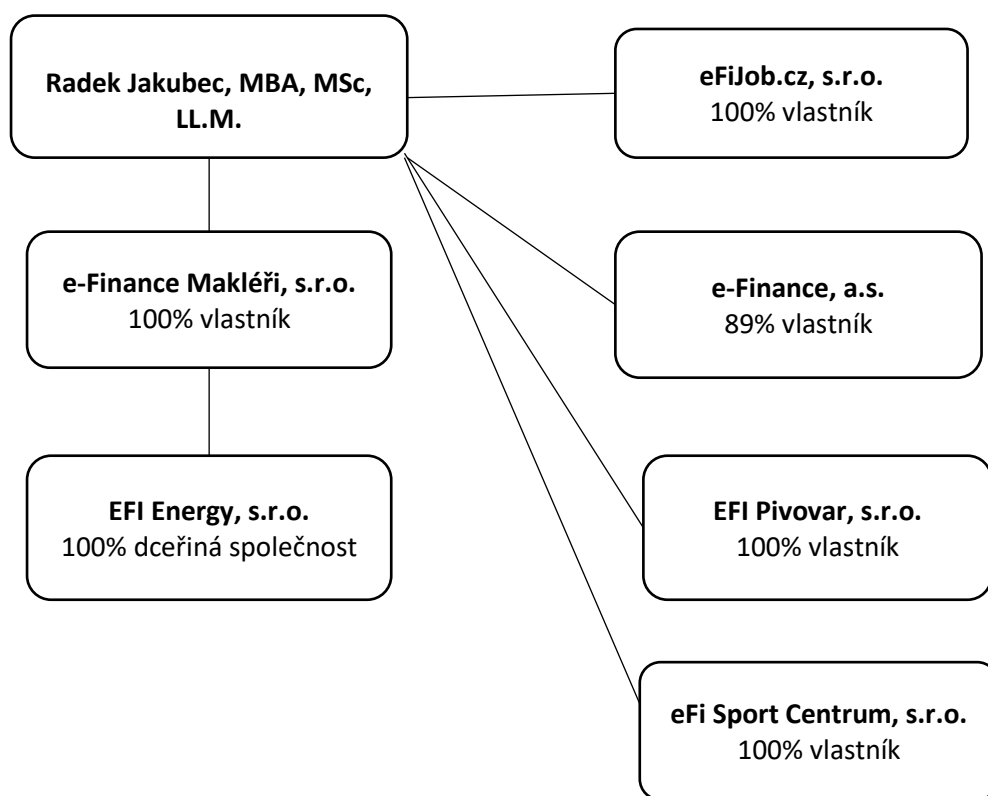 Radek Jakubec, MBA, MSc,
LL.M.
eFiJob.cz, s.r.o.
100% vlastník
e-Finance Makléři, s.r.o.
100% vlastník
e-Finance, a.s.
89% vlastník
EFI Energy, s.r.o.
100% dceřiná společnost
EFI Pivovar, s.r.o.
100% vlastník
eFi Sport Centrum, s.r.o.
100% vlastník